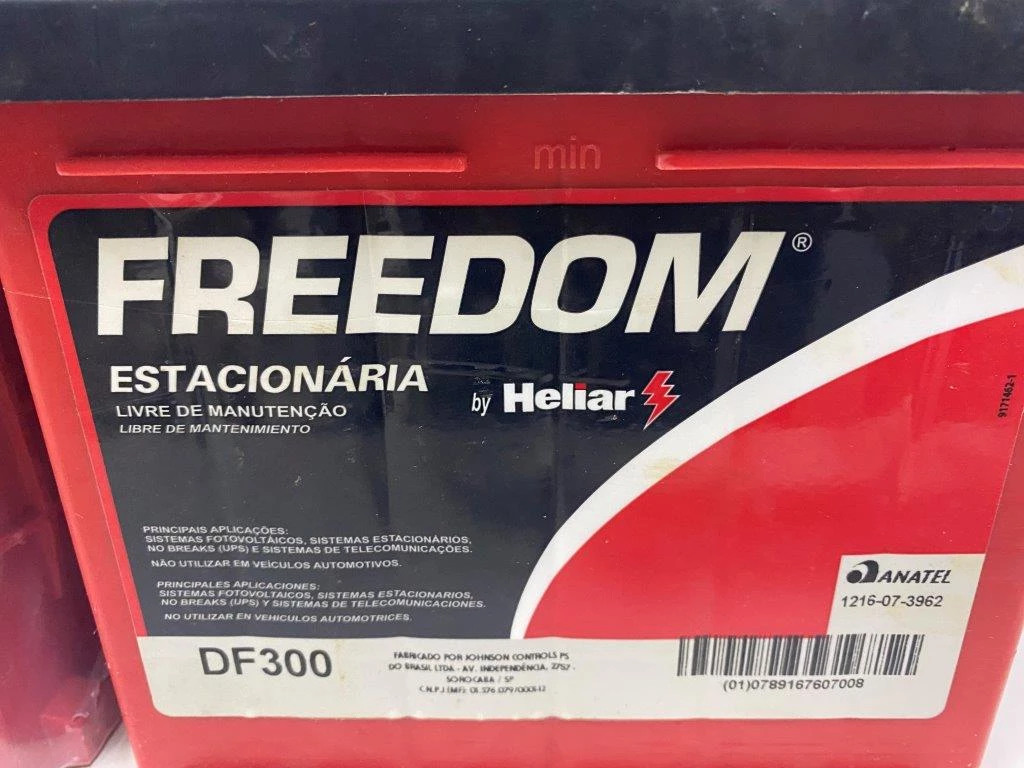 min
FREEDOM®
ESTACIONÁRIA
LIVRE DE MANUTENÇÃO
LIBRE DE MANTENIMIENTO
by Heliar
9171462-1
PRINCIPAIS APLICAÇÕES:
SISTEMAS FOTOVOLTÁICOS, SISTEMAS ESTACIONÁRIOS,
NO BREAKS (UPS) E SISTEMAS DE TELECOMUNICAÇÕES.
NÃO UTILIZAR EM VEÍCULOS AUTOMOTIVOS.
PRINCIPALES APLICACIONES:
SISTEMAS FOTOVOLTAICOS, SISTEMAS ESTACIONARIOS,
NO BREAKS (UPS) Y SISTEMAS DE TELECOMUNICACIONES.
NO UTILIZAR EN VEHICULOS AUTOMOTRICES.
ANATEL
1216-07-3962
DF300
FABRICADO POR JOHNSON CONTROLS PS
DO BRASIL LTDA - AV. INDEPENDÊNCIA, 2757
SOROCABA / SP
C.N.P.J.(MF):
(01)0789167607008